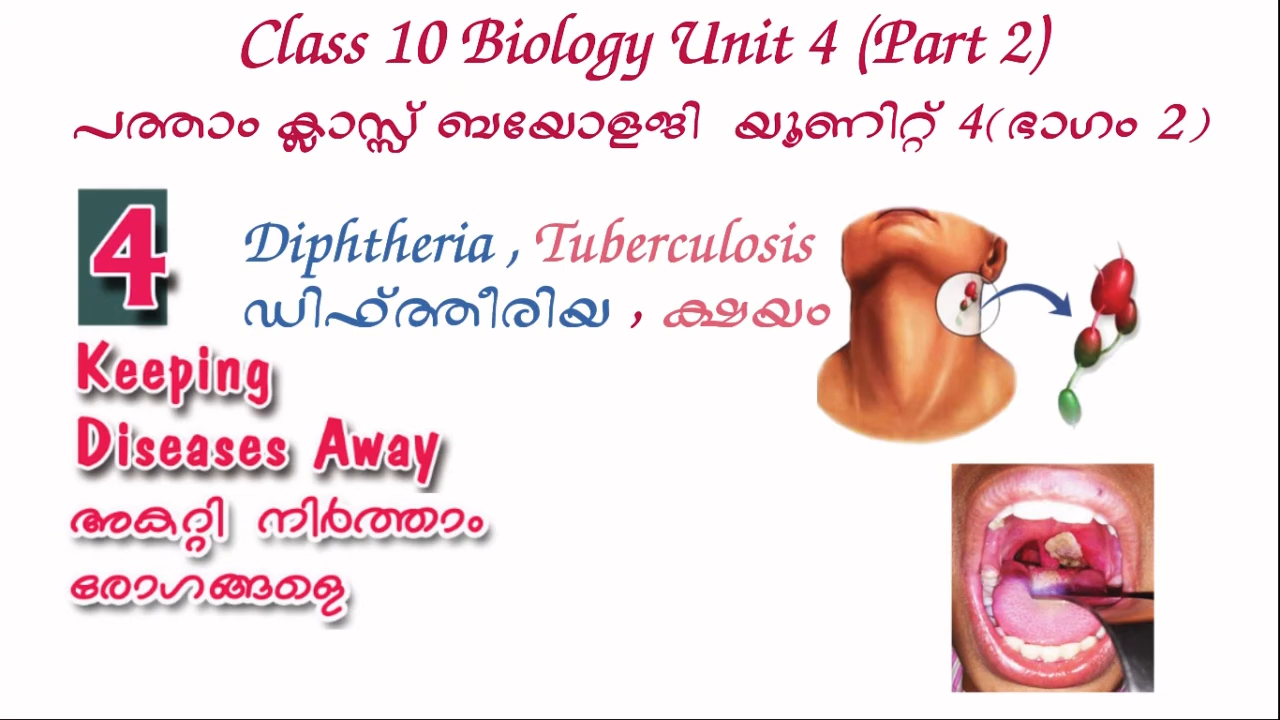 Class 10 Biology Unit 4 (Part 2)
പത്താം ക്ലാസ്സ് ബയോളജി യൂണിറ്റ് 4(ഭാഗം 2)
4
Diphtheria , Tuberculosis
ഡിഫ്ത്തീരിയ , ക്ഷയം
Keeping
Diseases Away
അകറ്റി നിർത്താം
രോഗങ്ങളെ